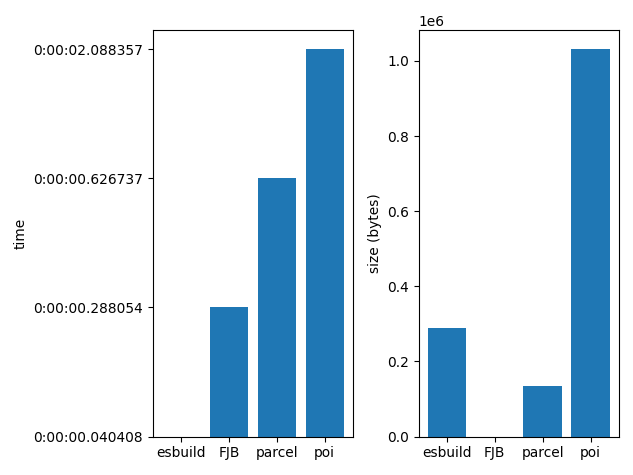 time
0:00:02.088357
0:00:00.626737
0:00:00.288054
0:00:00.040408
esbuild FJB parcel poi
1e6
size (bytes)
1.0
0.8
0.6
0.4
0.2
0.0
esbuild FJB parcel poi